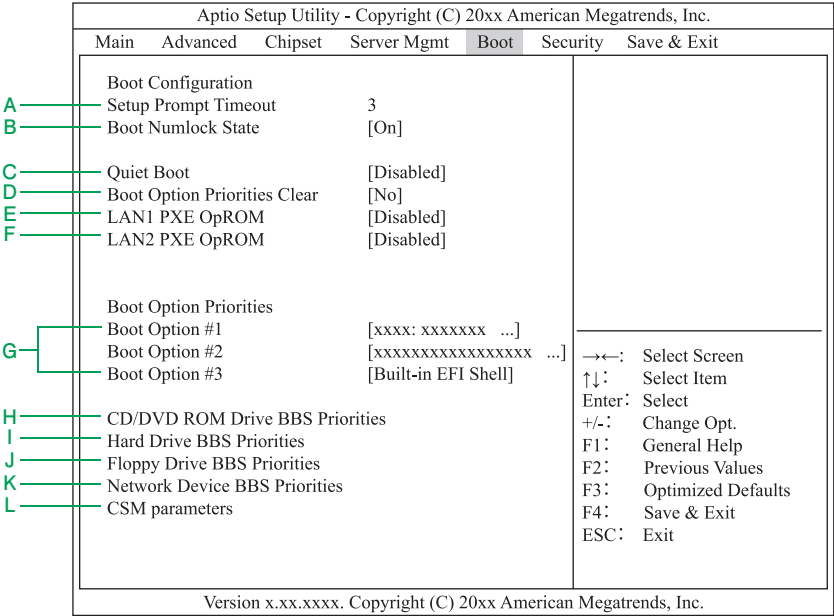 Aptio Setup Utility - Copyright (C) 20xx American Megatrends, Inc.
Main Advanced Chipset Server Mgmt Boot Security Save & Exit
Boot Configuration
A Setup Prompt Timeout 3
B Boot Numlock State [On]
C Quiet Boot [Disabled]
D Boot Option Priorities Clear [No]
E LAN1 PXE OpROM [Disabled]
F LAN2 PXE OpROM [Disabled]
Boot Option Priorities
Boot Option #1 [xxxx: xxxxxxx ...]
G Boot Option #2 [xxxxxxxxxxxxxxxxx ...]
Boot Option #3 [Built-in EFI Shell]
H CD/DVD ROM Drive BBS Priorities
I Hard Drive BBS Priorities
J Floppy Drive BBS Priorities
K Network Device BBS Priorities
L CSM parameters
→←: Select Screen
↑↓: Select Item
Enter: Select
+/-: Change Opt.
F1: General Help
F2: Previous Values
F3: Optimized Defaults
F4: Save & Exit
ESC: Exit
Version x.xx.xxxx. Copyright (C) 20xx American Megatrends, Inc.